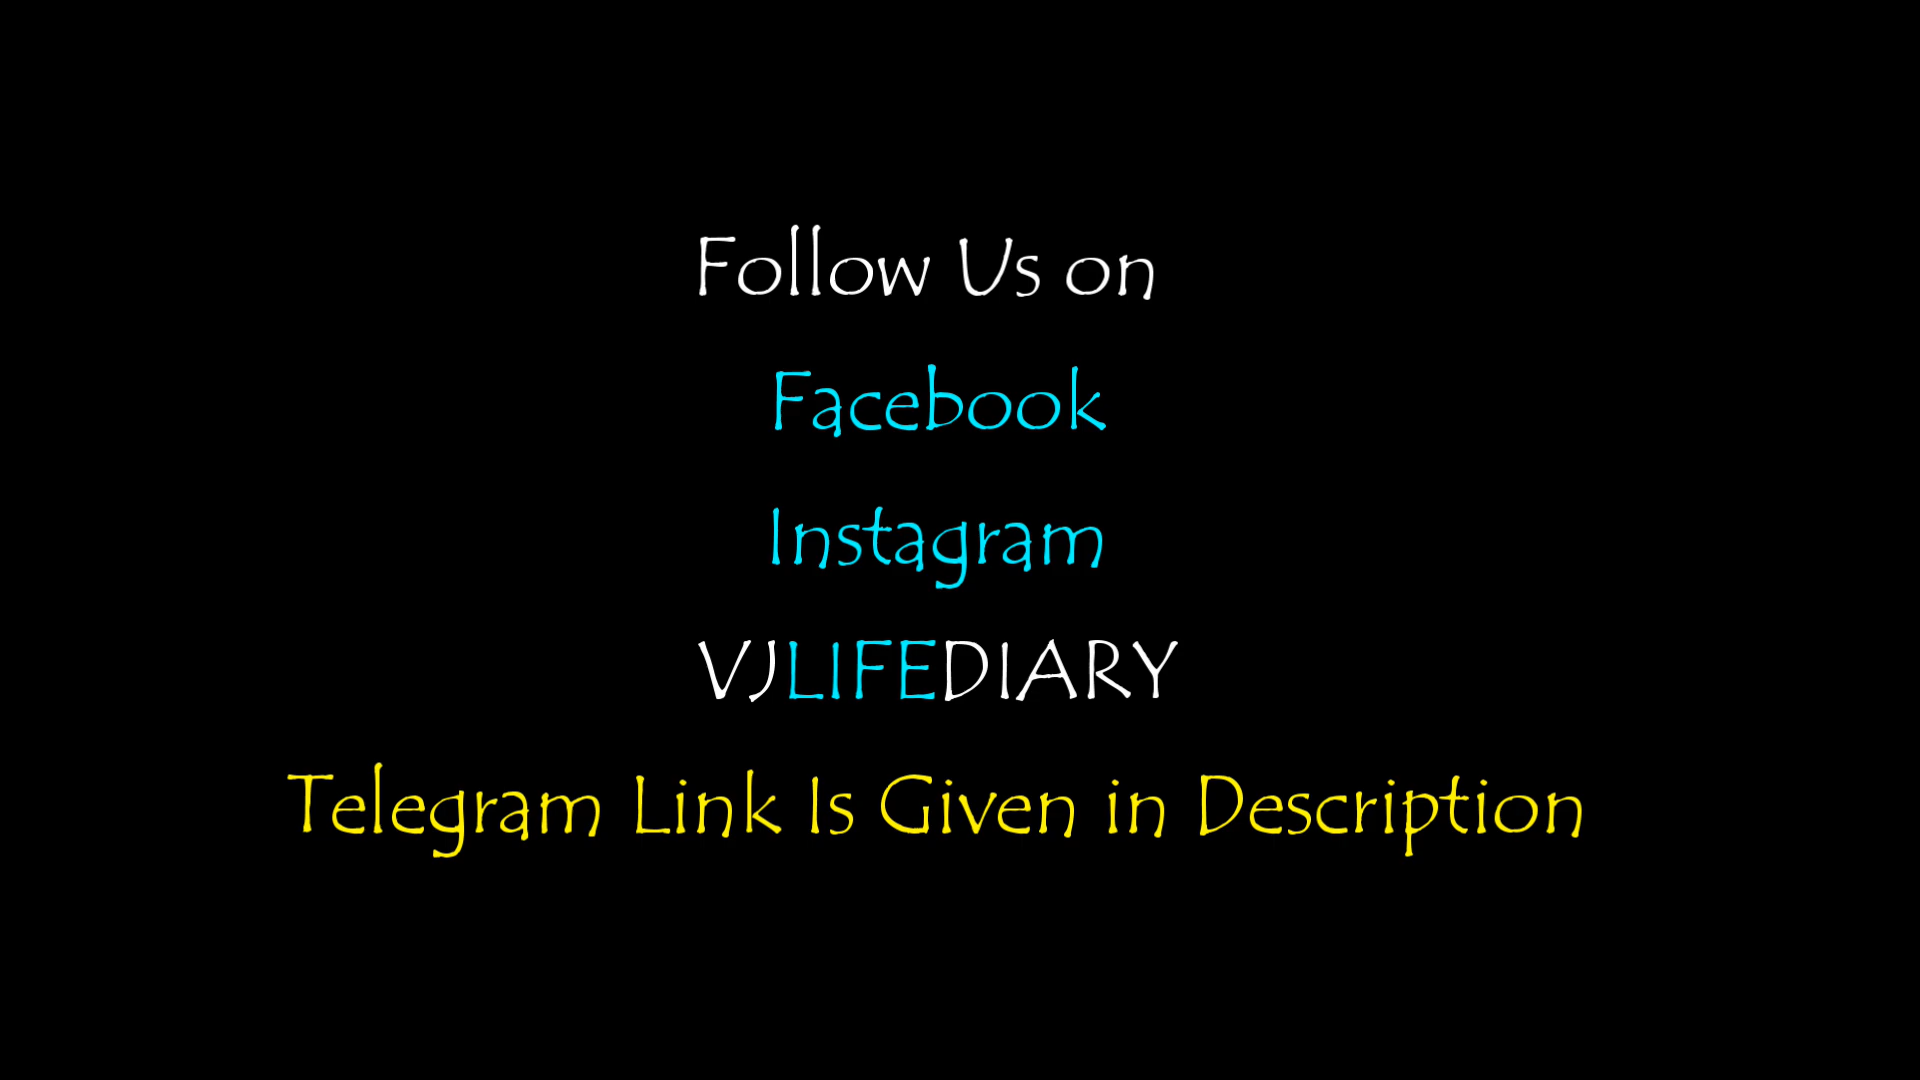 Follow Us on
Facebook
Instagram
VJLIFEDIARY
Telegram Link Is Given in Description